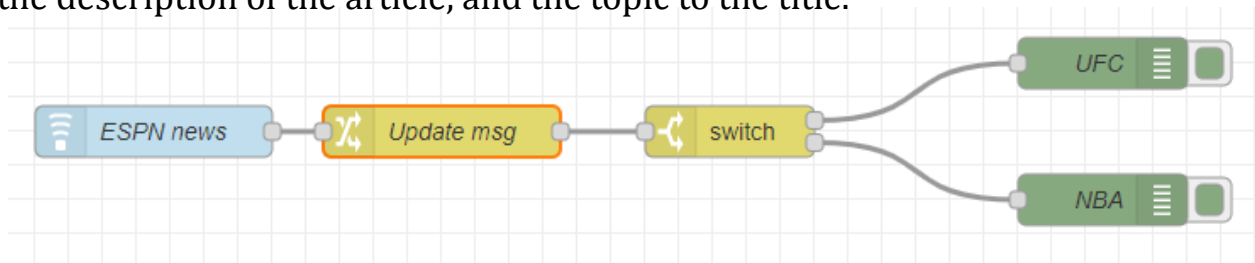 the description of the article, and the topic to the title.
UFC
ESPN news
Update msg
switch
NBA